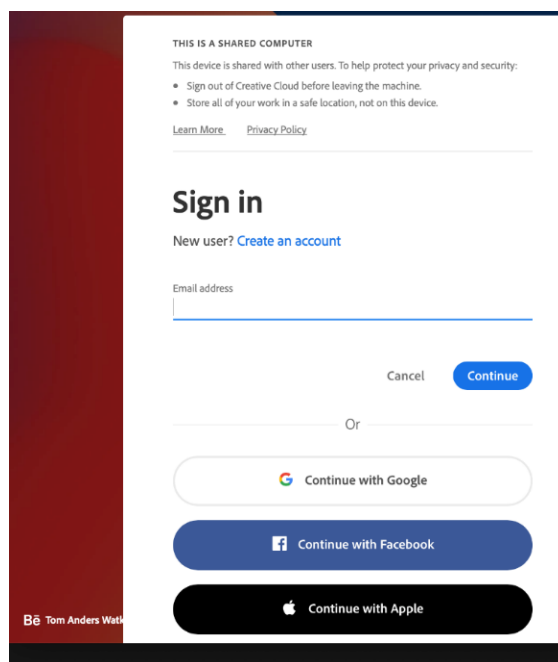 THIS IS A SHARED COMPUTER
This device is shared with other users. To help protect your privacy and security:
• Sign out of Creative Cloud before leaving the machine.
• Store all of your work in a safe location, not on this device.
Learn More Privacy Policy
Sign in
New user? Create an account
Email address
Cancel Continue
Or
Continue with Google
Continue with Facebook
Continue with Apple
Bē Tom Anders Watk